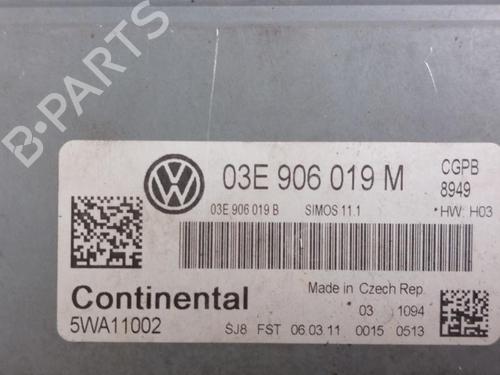 B-PARTS
03E 906 019 M
CGPB
8949
03E 906 019 B SIMOS 11.1 *HW: H03
Continental
Made in Czech Rep.
03 1094
5WA11002
SJ8 FST 06.03.11 0015 0513